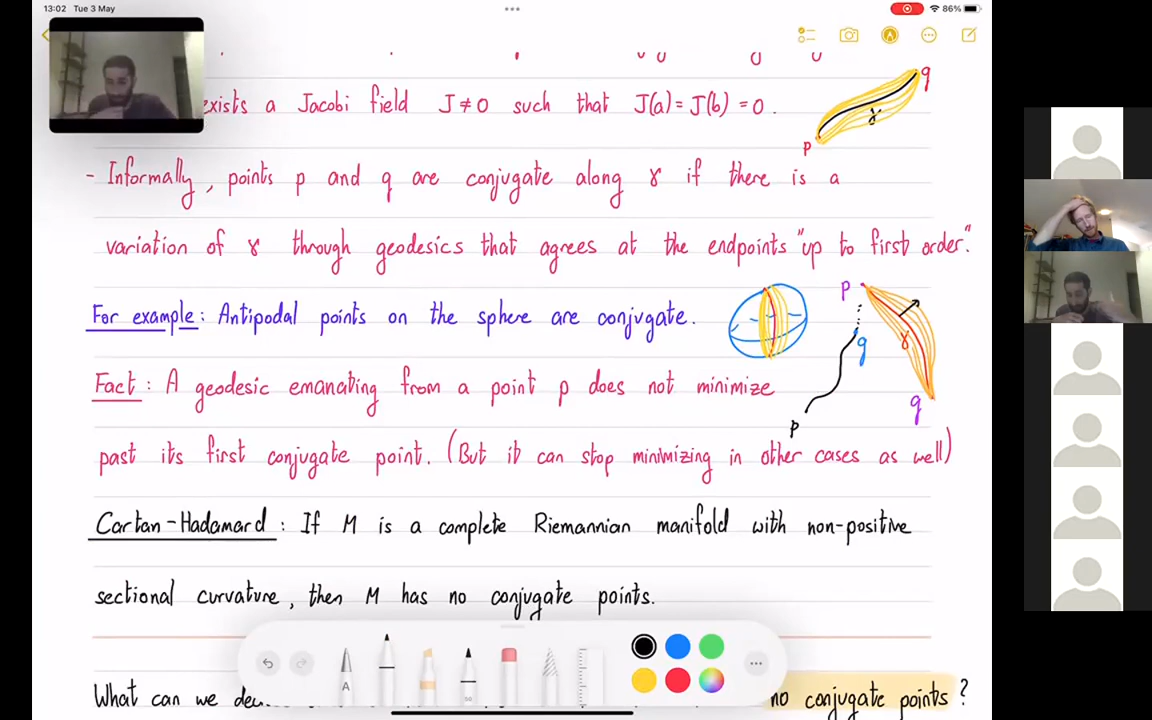 13:02 Tue 3 May
86%
exists a Jacobi field J ≠ 0 such that J(a) = J(b) = 0.
p γ q
- Informally, points p and q are conjugate along γ if there is a
variation of γ through geodesics that agrees at the endpoints "up to first order."
For example: Antipodal points on the sphere are conjugate.
p γ q
q p
Fact: A geodesic emanating from a point p does not minimize
past its first conjugate point. (But it can stop minimizing in other cases as well)
Cartan-Hadamard: If M is a complete Riemannian manifold with non-positive
sectional curvature, then M has no conjugate points.
A
50
What can we no conjugate points?